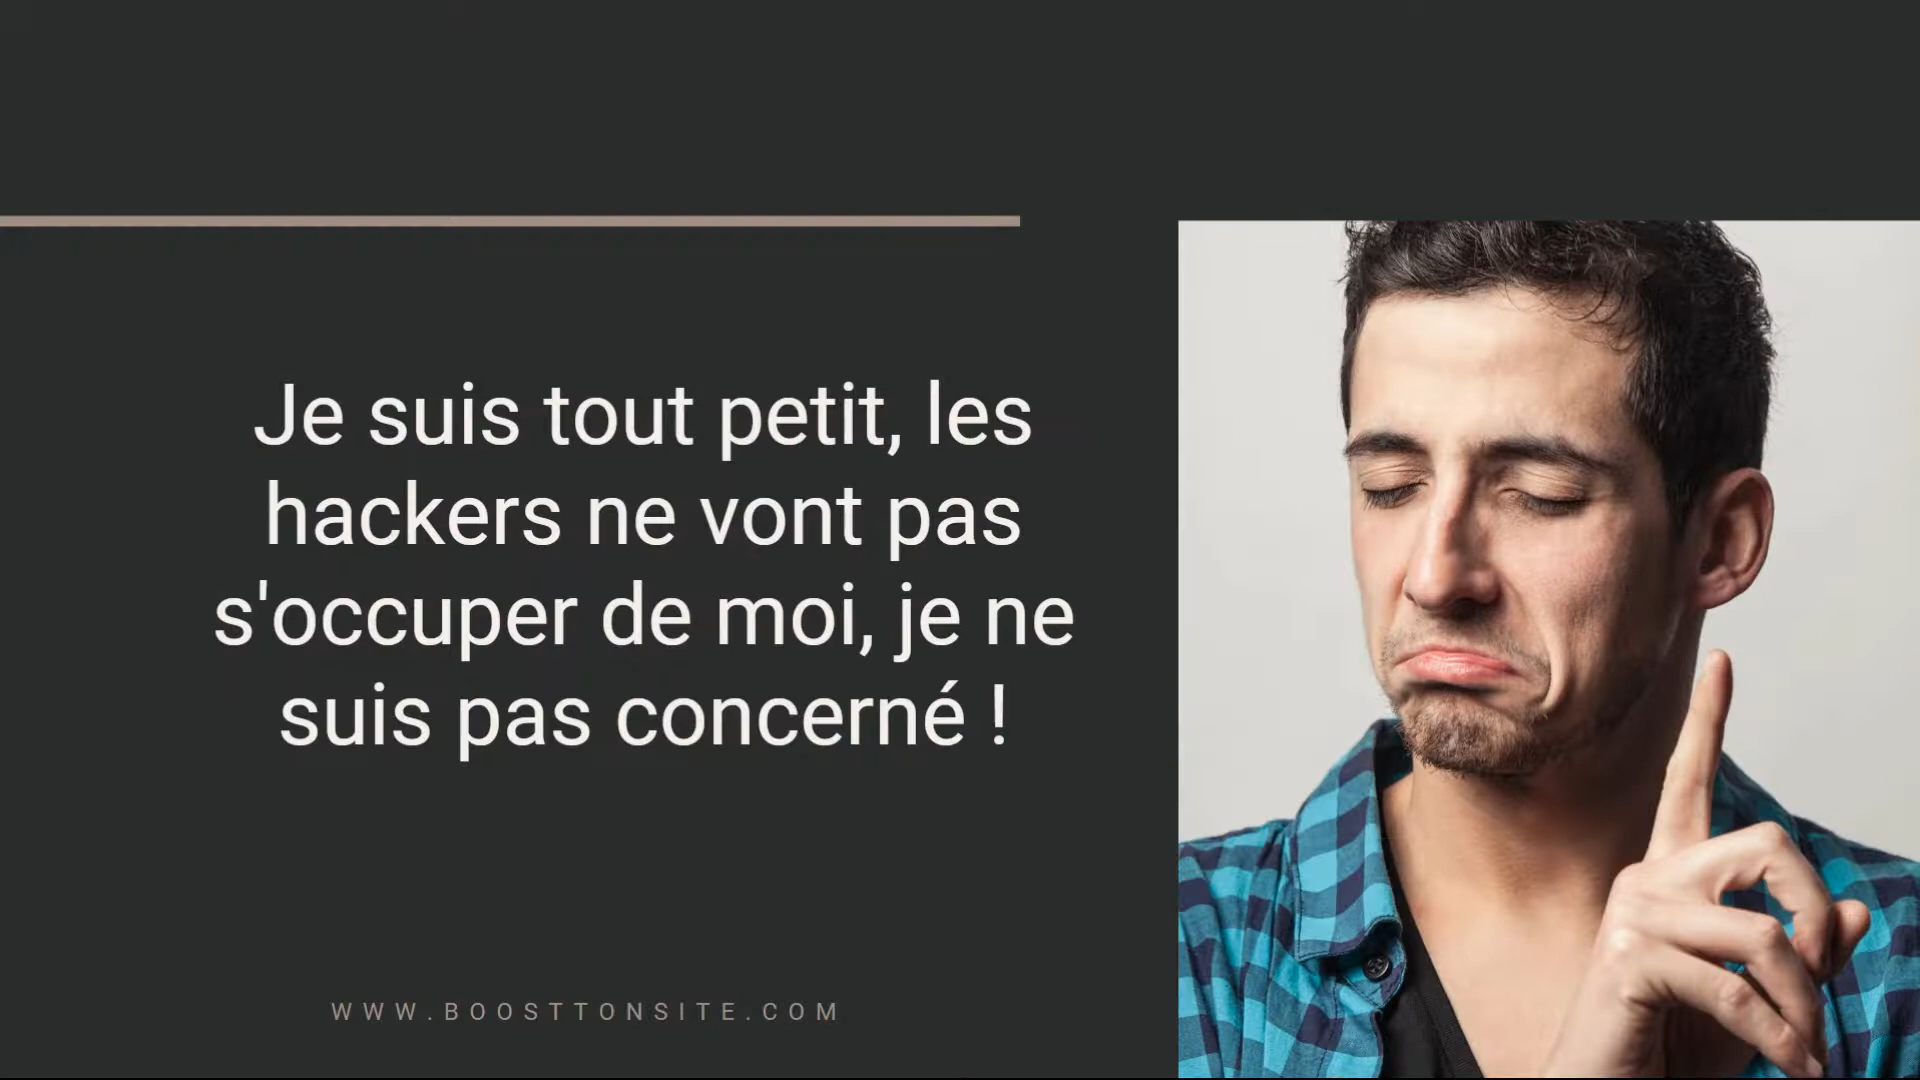 Je suis tout petit, les
hackers ne vont pas
s'occuper de moi, je ne
suis pas concerné !
WWW.BOOSTTONSITE.COM